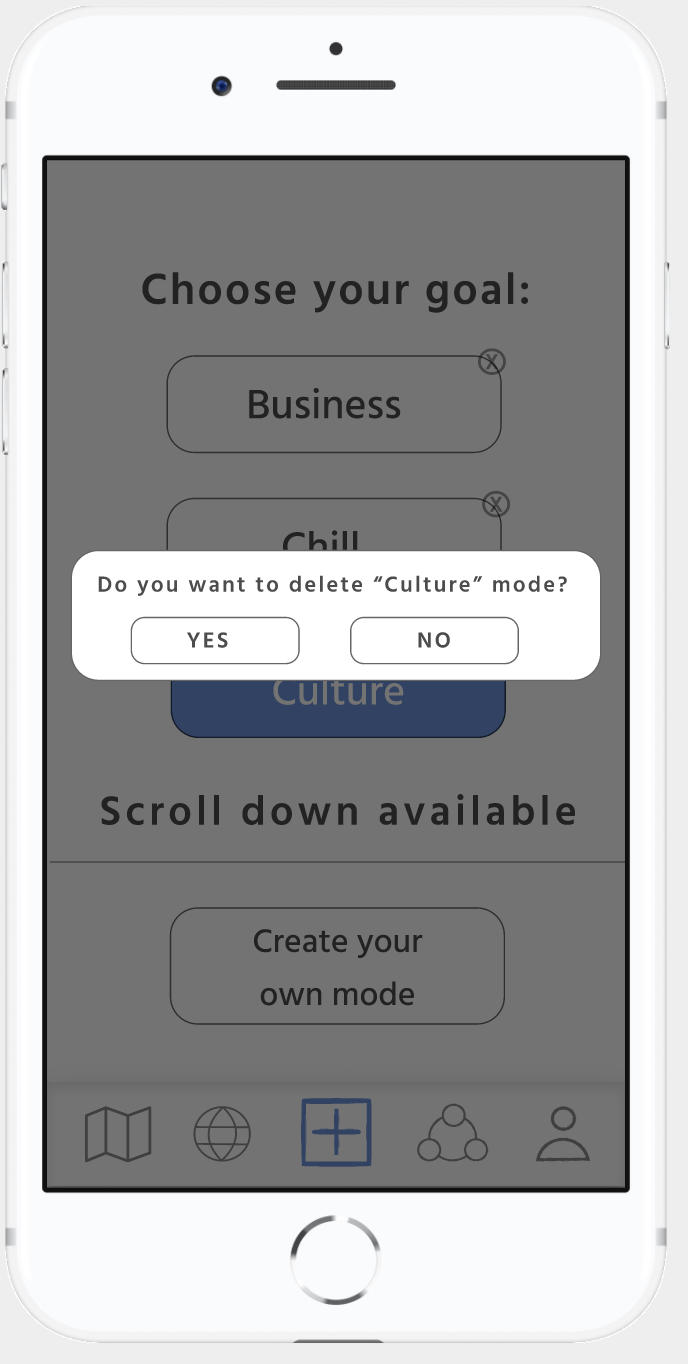 Choose your goal:
X
Business
X
Chill
Do you want to delete “Culture” mode?
YES
NO
Culture
Scroll down available
Create your
own mode